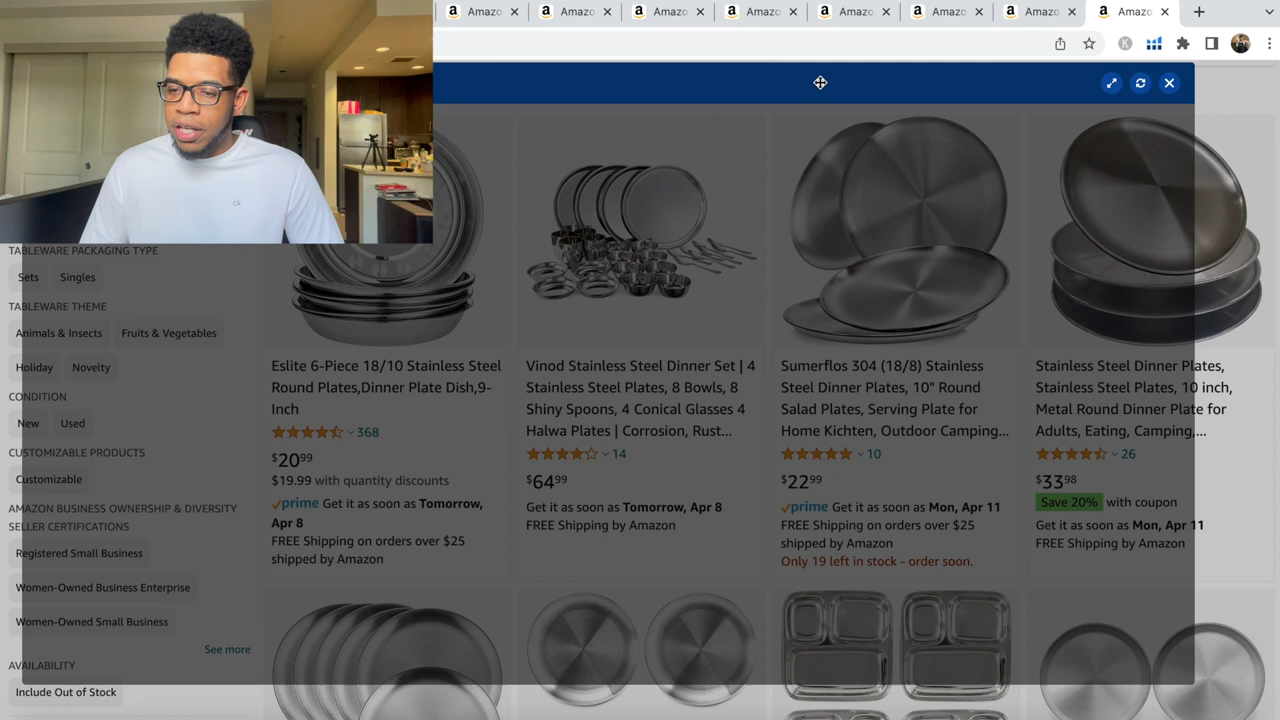 Amazo
Amazo
Amazo
Amazo
Amazo
Amazo
Amazo
Amazo
K
ck
TABLEWARE PACKAGING TYPE
Sets
Singles
TABLEWARE THEME
Animals & Insects
Fruits & Vegetables
Holiday
Novelty
CONDITION
New
Used
CUSTOMIZABLE PRODUCTS
Customizable
AMAZON BUSINESS OWNERSHIP & DIVERSITY
SELLER CERTIFICATIONS
Registered Small Business
Women-Owned Business Enterprise
Women-Owned Small Business
See more
AVAILABILITY
Include Out of Stock
Eslite 6-Piece 18/10 Stainless Steel
Round Plates,Dinner Plate Dish,9-
Inch
368
$20.99
$19.99 with quantity discounts
prime Get it as soon as Tomorrow,
Apr 8
FREE Shipping on orders over $25
shipped by Amazon
Vinod Stainless Steel Dinner Set | 4
Stainless Steel Plates, 8 Bowls, 8
Shiny Spoons, 4 Conical Glasses 4
Halwa Plates | Corrosion, Rust...
14
$64.99
Get it as soon as Tomorrow, Apr 8
FREE Shipping by Amazon
Sumerflos 304 (18/8) Stainless
Steel Dinner Plates, 10" Round
Salad Plates, Serving Plate for
Home Kichten, Outdoor Camping...
10
$22.99
prime Get it as soon as Mon, Apr 11
FREE Shipping on orders over $25
shipped by Amazon
Only 19 left in stock - order soon.
Stainless Steel Dinner Plates,
Stainless Steel Plates, 10 inch,
Metal Round Dinner Plate for
Adults, Eating, Camping,...
26
$33.98
Save 20% with coupon
Get it as soon as Mon, Apr 11
FREE Shipping by Amazon